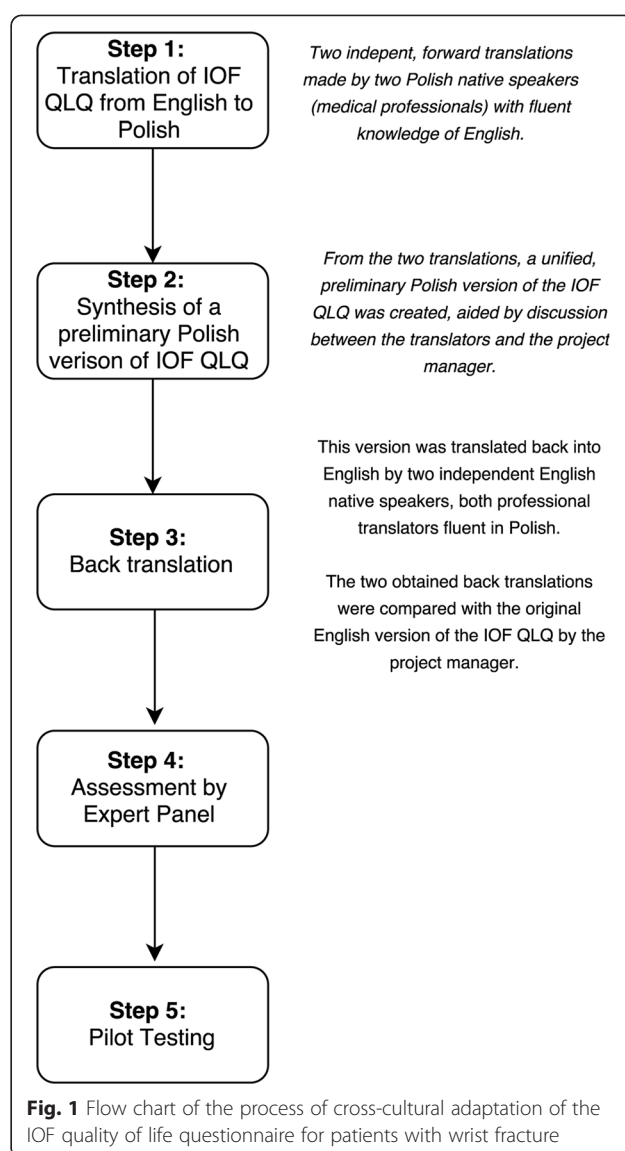 Step 1:
Translation of IOF
QLQ from English to
Polish
Two indepent, forward translations
made by two Polish native speakers
(medical professionals) with fluent
knowledge of English.
Step 2:
Synthesis of a
preliminary Polish
verison of IOF QLQ
From the two translations, a unified,
preliminary Polish version of the IOF
QLQ was created, aided by discussion
between the translators and the project
manager.
Step 3:
Back translation
This version was translated back into
English by two independent English
native speakers, both professional
translators fluent in Polish.
The two obtained back translations
were compared with the original
English version of the IOF QLQ by the
project manager.
Step 4:
Assessment by
Expert Panel
Step 5:
Pilot Testing
Fig. 1 Flow chart of the process of cross-cultural adaptation of the
IOF quality of life questionnaire for patients with wrist fracture